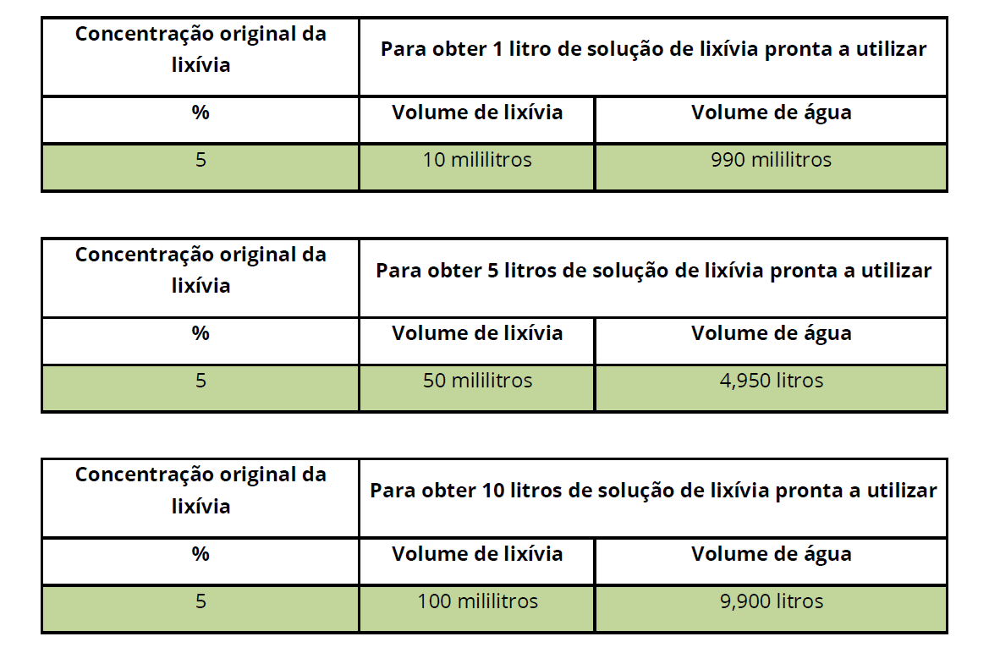 Concentração original da
lixívia
Para obter 1 litro de solução de lixívia pronta a utilizar
%
Volume de lixívia
Volume de água
5
10 mililitros
990 mililitros
Concentração original da
lixívia
Para obter 5 litros de solução de lixívia pronta a utilizar
%
Volume de lixívia
Volume de água
5
50 mililitros
4,950 litros
Concentração original da
lixívia
Para obter 10 litros de solução de lixívia pronta a utilizar
%
Volume de lixívia
Volume de água
5
100 mililitros
9,900 litros